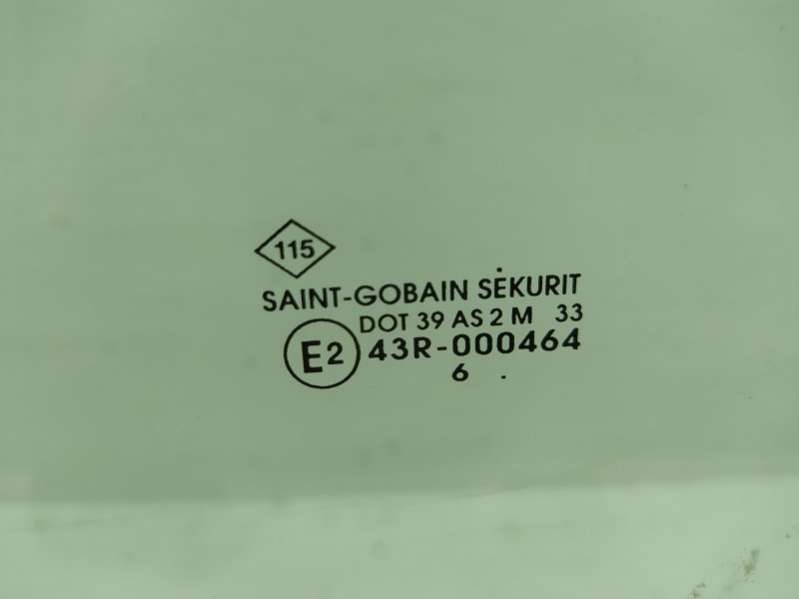 115
SAINT-GOBAIN SEKURIT
DOT 39 AS 2 M 33
E2 43R-000464
6 .